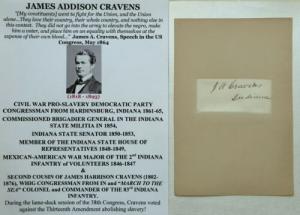 JAMES ADDISON CRAVENS
"[My constituents] went to fight for the Union, and the Union
alone...They love their country, their whole country, and nothing else in
this contest. They did not go into the army to elevate the negro, make
him a voter, and place him on an equality with themselves at the
expense of their own blood..." James A. Cravens, Speech in the US
Congress, May 1864
(1818 - 1893)
CIVIL WAR PRO-SLAVERY DEMOCRATIC PARTY
CONGRESSMAN FROM HARDINSBURG, INDIANA 1861-65,
COMMISSIONED BRIGADIER GENERAL IN THE INDIANA
STATE MILITIA IN 1854,
INDIANA STATE SENATOR 1850-1853,
MEMBER OF THE INDIANA STATE HOUSE OF
REPRESENTATIVES 1848-1849,
MEXICAN-AMERICAN WAR MAJOR OF THE 2nd INDIANA
INFANTRY of VOLUNTEERS 1846-1847
&
SECOND COUSIN OF JAMES HARRISON CRAVENS (1802-
1876), WHIG CONGRESSMAN FROM IN and "MARCH TO THE
SEA" COLONEL and COMMANDER OF THE 83rd INDIANA
INFANTRY.
During the lame-duck session of the 38th Congress, Cravens voted
against the Thirteenth Amendment abolishing slavery!
J A Cravens
Indiana